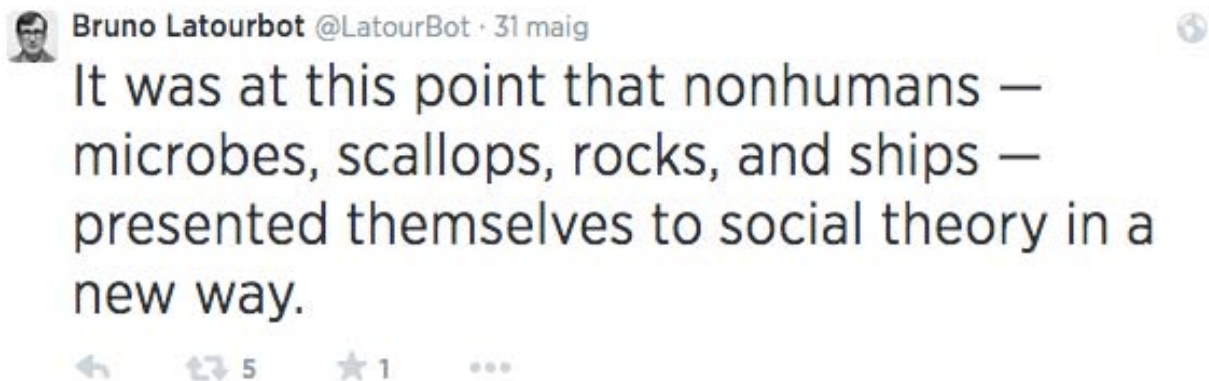 Bruno Latourbot @LatourBot · 31 maig
It was at this point that nonhumans —
microbes, scallops, rocks, and ships —
presented themselves to social theory in a
new way.
5 1